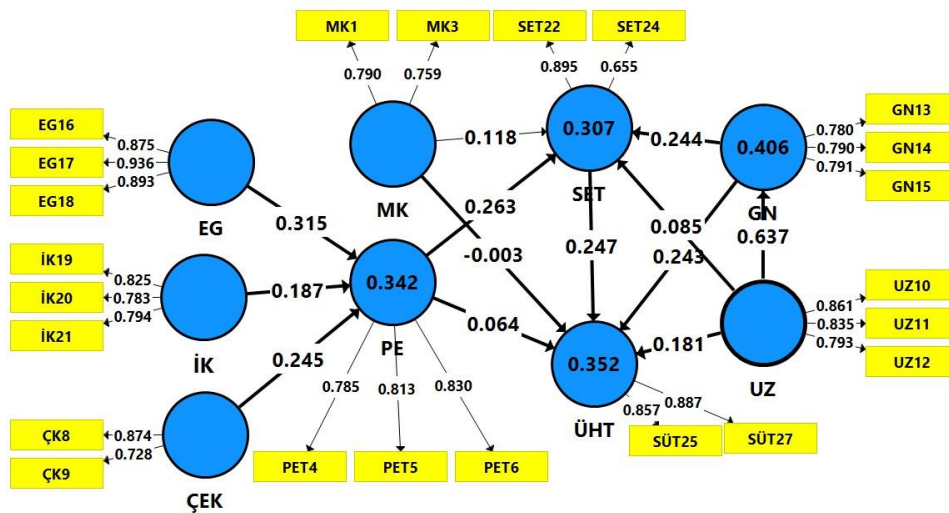 MK1
MK3
SET22
SET24
0.790
0.759
0.895
0.655
EG16
EG17
EG18
0.875
0.936
0.893
EG
0.315
MK
0.118
0.307
SET
0.244
0.406
GN
0.780
0.790
0.791
GN13
GN14
GN15
0.263
-0.003
0.247
0.085
0.243
0.637
İK19
İK20
İK21
0.825
0.783
0.794
İK
0.187
0.342
PE
0.064
0.352
ÜHT
0.181
UZ
0.861
0.835
0.793
UZ10
UZ11
UZ12
0.245
0.785
0.813
0.830
0.857
0.887
ÇK8
ÇK9
0.874
0.728
ÇEK
PET4
PET5
PET6
SÜT25
SÜT27